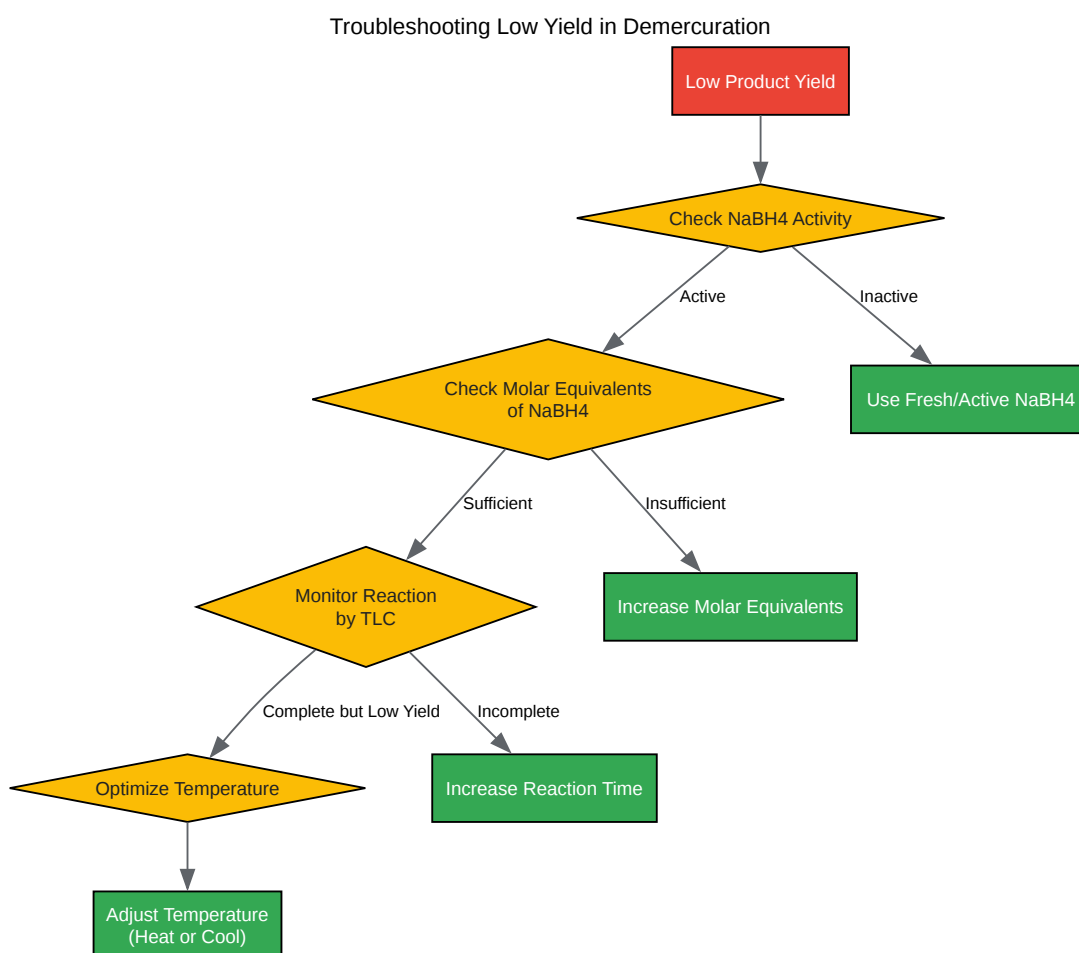 Troubleshooting Low Yield in Demercuration
Low Product Yield
Check NaBH4 Activity
Active
Inactive
Check Molar Equivalents
of NaBH4
Use Fresh/Active NaBH4
Sufficient
Insufficient
Monitor Reaction
by TLC
Increase Molar Equivalents
Complete but Low Yield
Incomplete
Optimize Temperature
Increase Reaction Time
Adjust Temperature
(Heat or Cool)